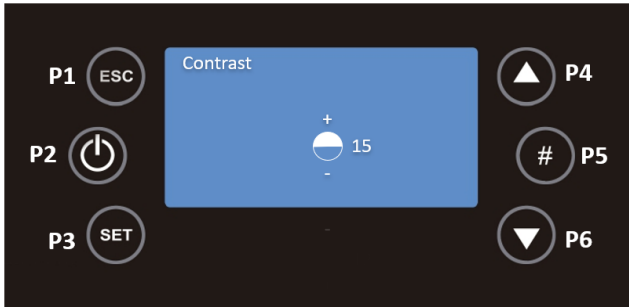 Contrast
P1 ESC
P4
+
15
P2
# P5
-
P3 SET
P6
-